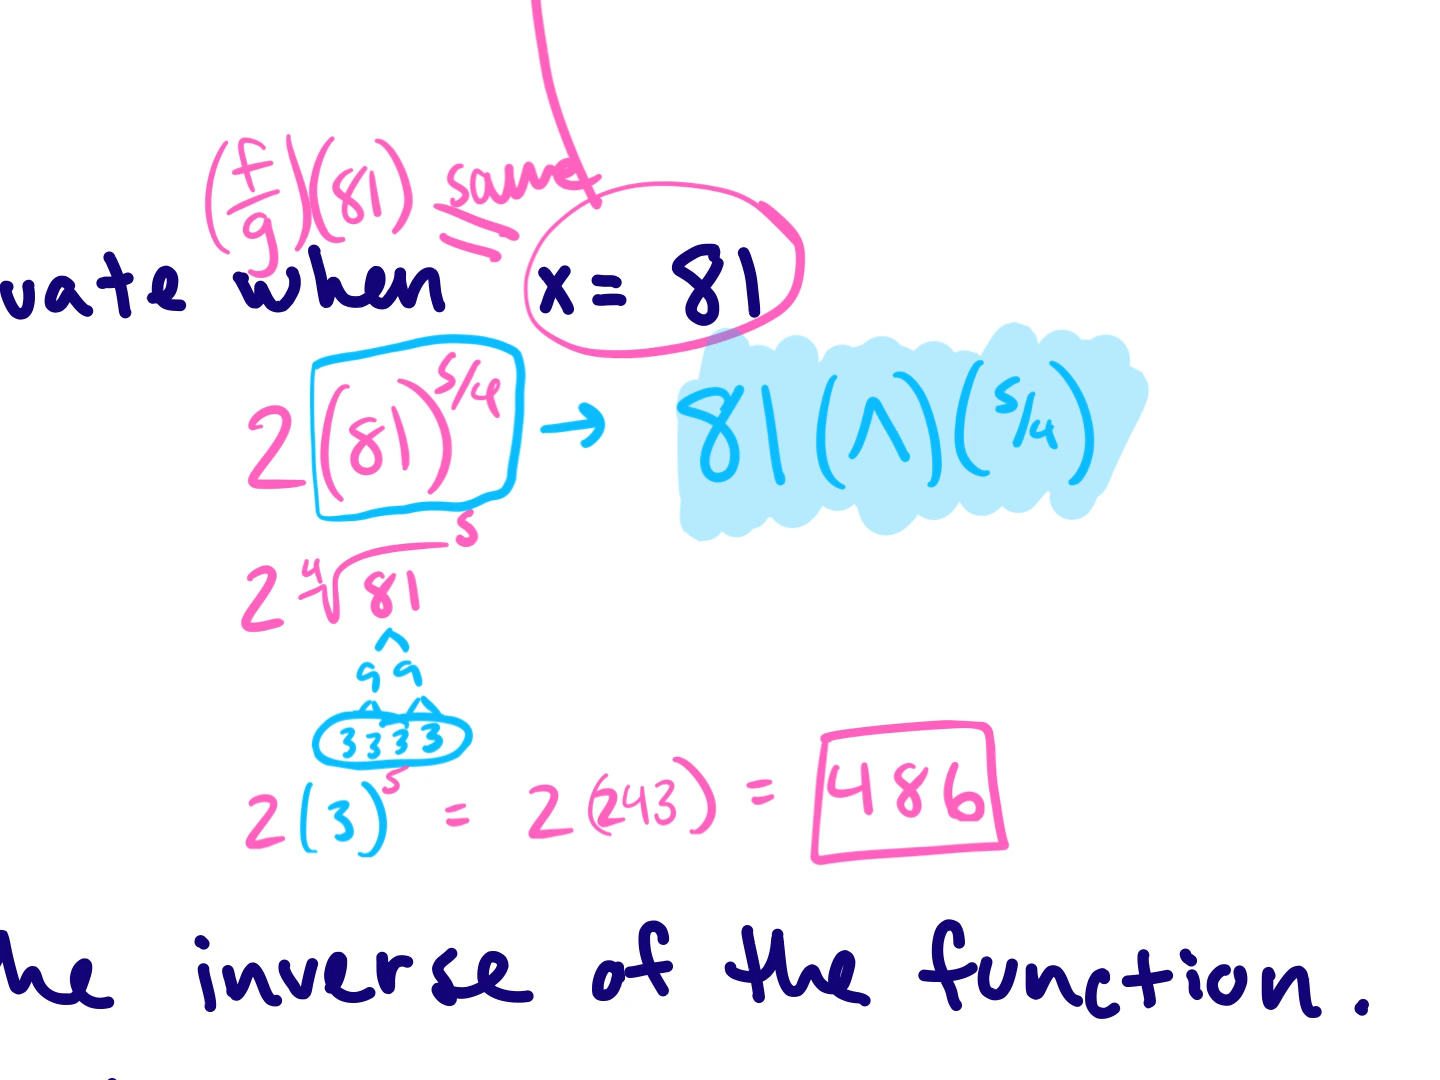 (f/g)(81) same
=
uate when x = 81
2(81)^5/4 → 81(^)(5/4)
2 ⁴√81 ^5
9 9
3 3 3 3
2(3)^5 = 2(243) = 486
he inverse of the function.